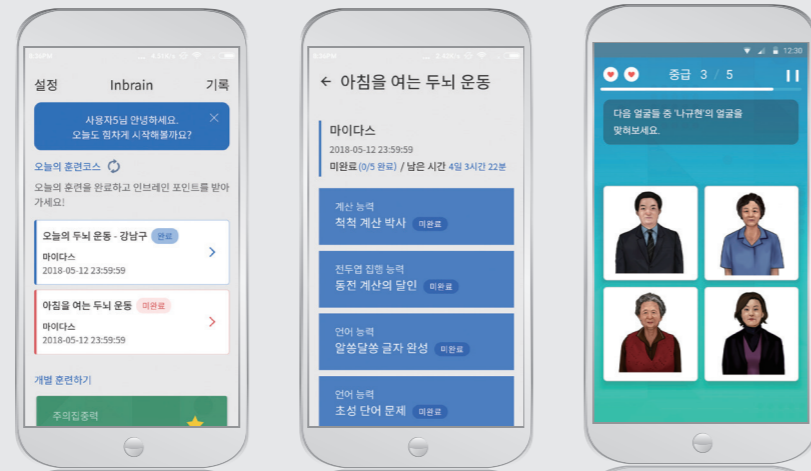 설정 Inbrain 기록
사용자5님 안녕하세요.
오늘도 힘차게 시작해볼까요?
오늘의 훈련코스
오늘의 훈련을 완료하고 인브레인 포인트를 받아
가세요!
오늘의 두뇌 운동 - 강남구 완료
마이다스
2018-05-12 23:59:59
아침을 여는 두뇌 운동 미완료
마이다스
2018-05-12 23:59:59
개별 훈련하기
주의집중력
아침을 여는 두뇌 운동
마이다스
2018-05-12 23:59:59
미완료(0/5 완료) / 남은 시간 4일 3시간 22분
계산 능력
척척 계산 박사 미완료
전두엽 집행 능력
동전 계산의 달인 미완료
언어 능력
알쏭달쏭 글자 완성 미완료
언어 능력
초성 단어 문제 미완료
12:30
중급 3 / 5
다음 얼굴들 중 '나규현'의 얼굴을
맞혀보세요.